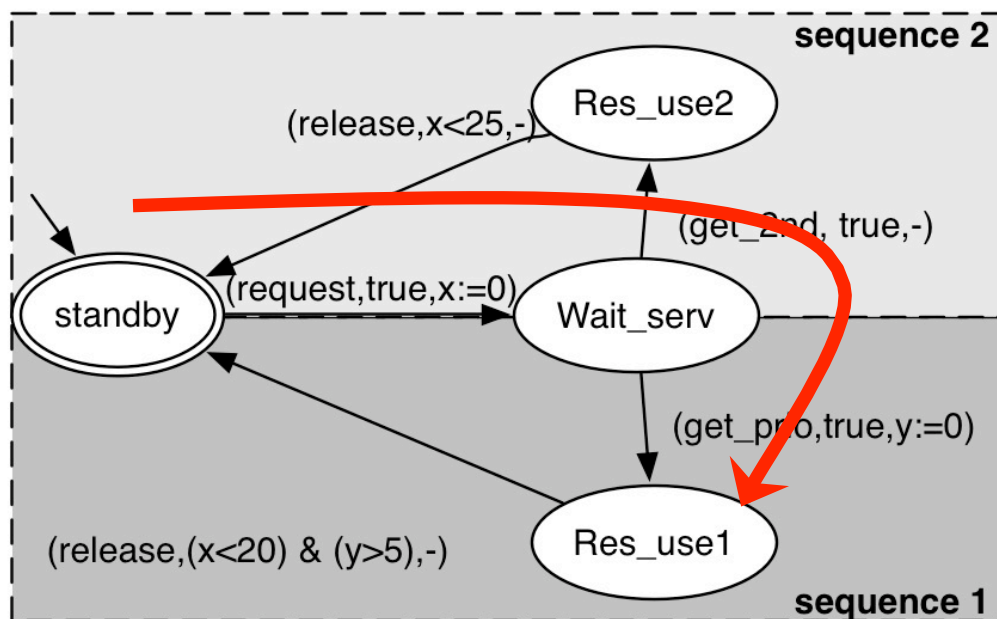 sequence 2
Res_use2
(release,x<25,-)
(get_2nd, true,-)
(request,true,x:=0)
standby
Wait_serv
(get_prio,true,y:=0)
Res_use1
(release,(x<20) & (y>5),-)
sequence 1